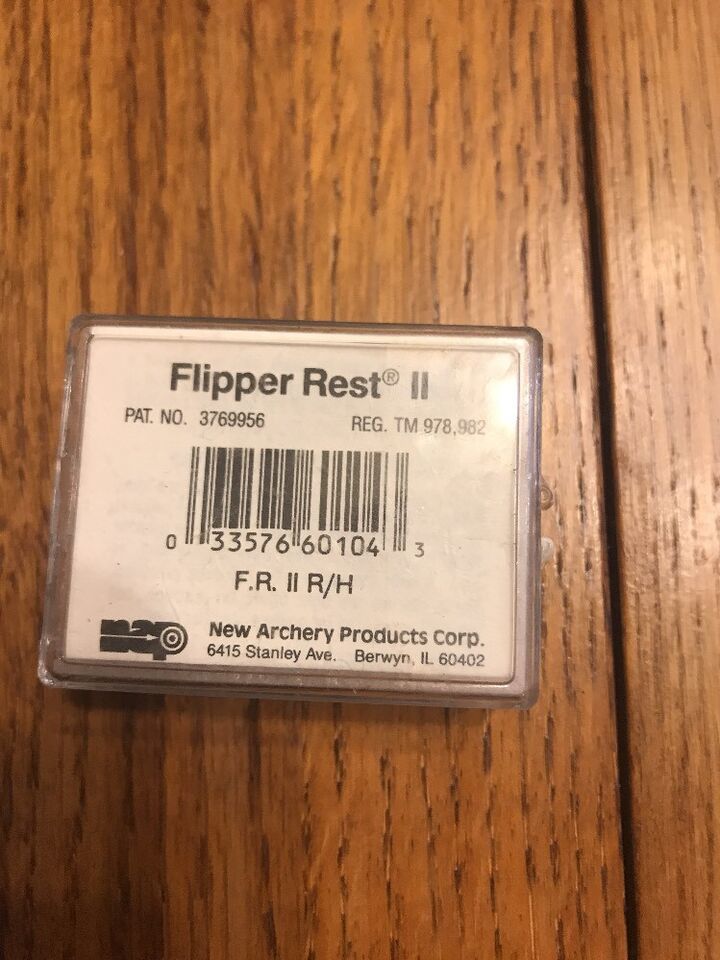 Flipper Rest® II
PAT. NO. 3769956 REG. TM 978,982
0 33576 60104 3
F.R. II R/H
nap New Archery Products Corp.
6415 Stanley Ave. Berwyn, IL 60402